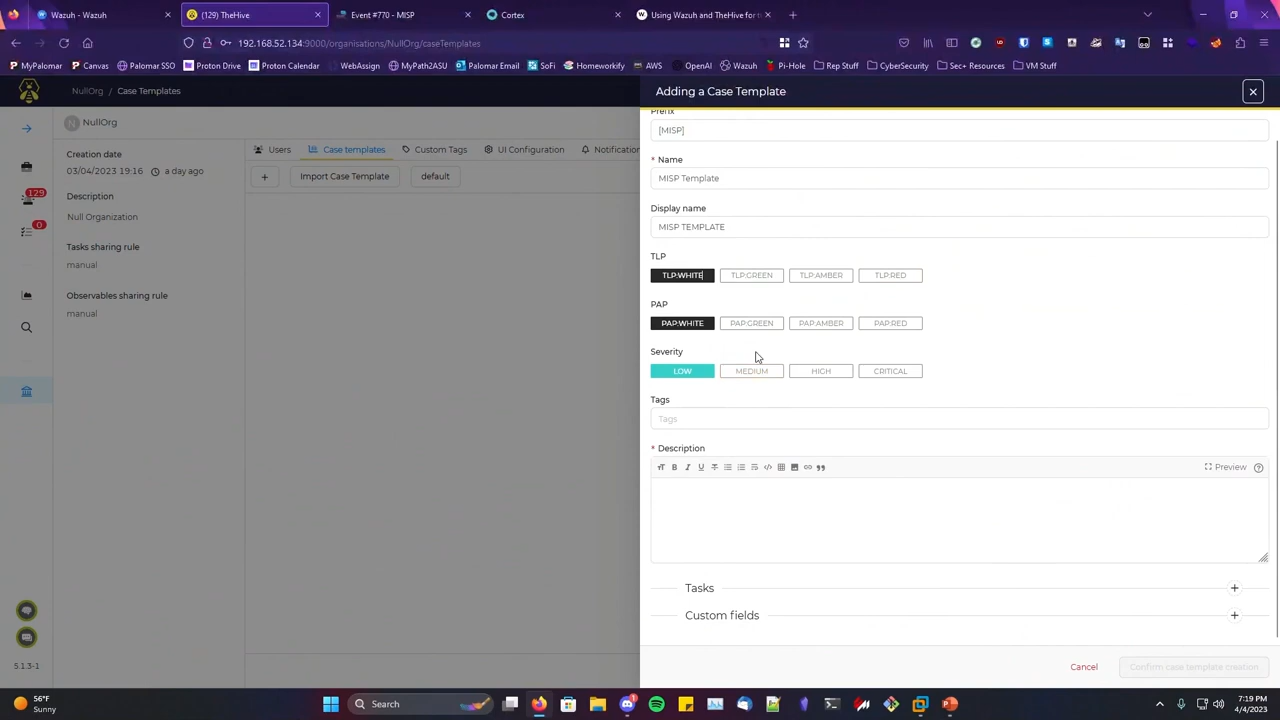 Wazuh - Wazuh
(129) TheHive
Event #770 - MISP
Cortex
Using Wazuh and TheHive for t
192.168.52.134:9000/organisations/NullOrg/caseTemplates
MyPalomar
Canvas
Palomar SSO
Proton Drive
Proton Calendar
WebAssign
MyPath2ASU
Palomar Email
SoFi
Homeworkify
AWS
OpenAI
Wazuh
Pi-Hole
Rep Stuff
CyberSecurity
Sec+ Resources
VM Stuff
NullOrg / Case Templates
N NullOrg
Creation date
03/04/2023 19:16 a day ago
Description
Null Organization
Tasks sharing rule
manual
Observables sharing rule
manual
129
0
5.1.3-1
Users
Case templates
Custom Tags
UI Configuration
Notification
+
Import Case Template
default
Adding a Case Template
Prefix
[MISP]
* Name
MISP Template
Display name
MISP TEMPLATE
TLP
TLP:WHITE TLP:GREEN TLP:AMBER TLP:RED
PAP
PAP:WHITE PAP:GREEN PAP:AMBER PAP:RED
Severity
LOW MEDIUM HIGH CRITICAL
Tags
Tags
* Description
Preview
Tasks
Custom fields
Cancel
Confirm case template creation
56°F
Sunny
Search
1
7:19 PM
4/4/2023